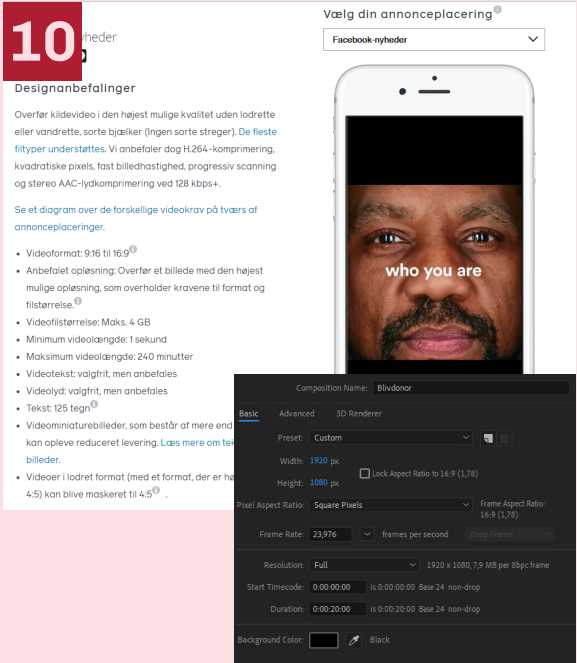 10
yheder
Designanbefalinger
Overfør kildevideo i den højest mulige kvalitet uden lodrette
eller vandrette, sorte bjælker (Ingen sorte streger). De fleste
filtyper understøttes. Vi anbefaler dog H.264-komprimering,
kvadratiske pixels, fast billedhastighed, progressiv scanning
og stereo AAC-lydkomprimering ved 128 kbps+.
Se et diagram over de forskellige videokrav på tværs af
annonceplaceringer.
• Videoformat: 9:16 til 16:9
• Anbefalet opløsning: Overfør et billede med den højest
mulige opløsning, som overholder kravene til format og
filstørrelse.
• Videofilstørrelse: Maks. 4 GB
• Minimum videolængde: 1 sekund
• Maksimum videolængde: 240 minutter
• Videotekst: valgfrit, men anbefales
• Videolyd: valgfrit, men anbefales
• Tekst: 125 tegn
• Videominiaturebilleder, som består af mere end
kan opleve reduceret levering. Læs mere om tek
billeder.
• Videoer i lodret format (med et format, der er hø
4:5) kan blive maskeret til 4:5 .
Vælg din annonceplacering
Facebook-nyheder
who you are
Composition Name: Blivdonor
Basic Advanced 3D Renderer
Preset: Custom
Width: 1920 px
Lock Aspect Ratio to 16:9 (1,78)
Height: 1080 px
Pixel Aspect Ratio: Square Pixels Frame Aspect Ratio:
16:9 (1,78)
Frame Rate: 23,976 frames per second Drop Frame
Resolution: Full 1920 x 1080, 7,9 MB per 8bpc frame
Start Timecode: 0:00:00:00 is 0:00:00:00 Base 24 non-drop
Duration: 0:00:20:00 is 0:00:20:00 Base 24 non-drop
Background Color: Black